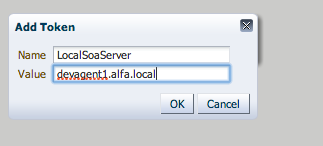 Add Token
Name LocalSoaServer
Value devagent1.alfa.local
OK Cancel